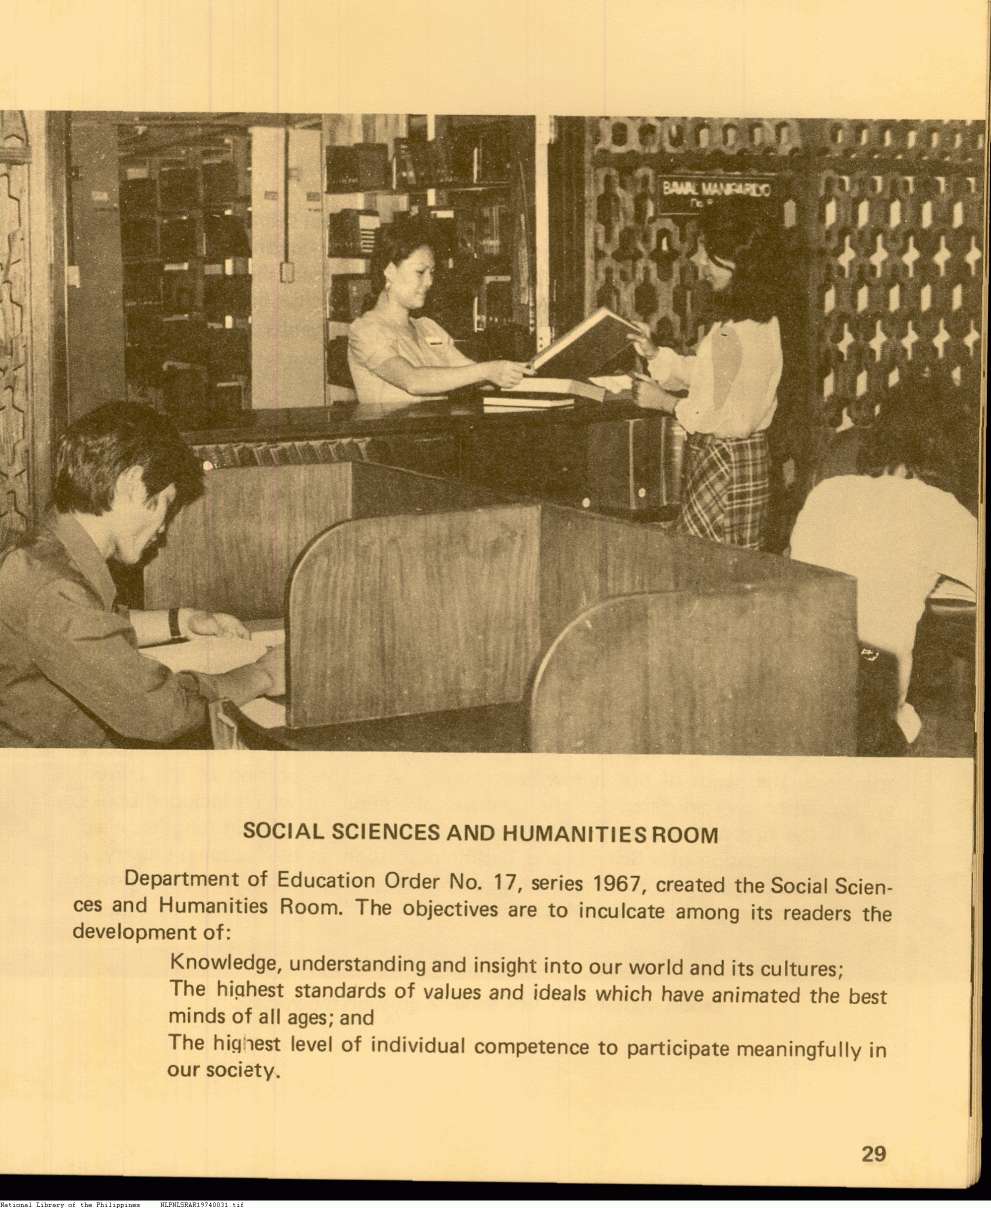 BAWAL MANIGARILYO
SOCIAL SCIENCES AND HUMANITIES ROOM
Department of Education Order No. 17, series 1967, created the Social Scien-
ces and Humanities Room. The objectives are to inculcate among its readers the
development of:
Knowledge, understanding and insight into our world and its cultures;
The highest standards of values and ideals which have animated the best
minds of all ages; and
The highest level of individual competence to participate meaningfully in
our society.
29
National Library of the Philippines NLPNLSRAR19740031.tif